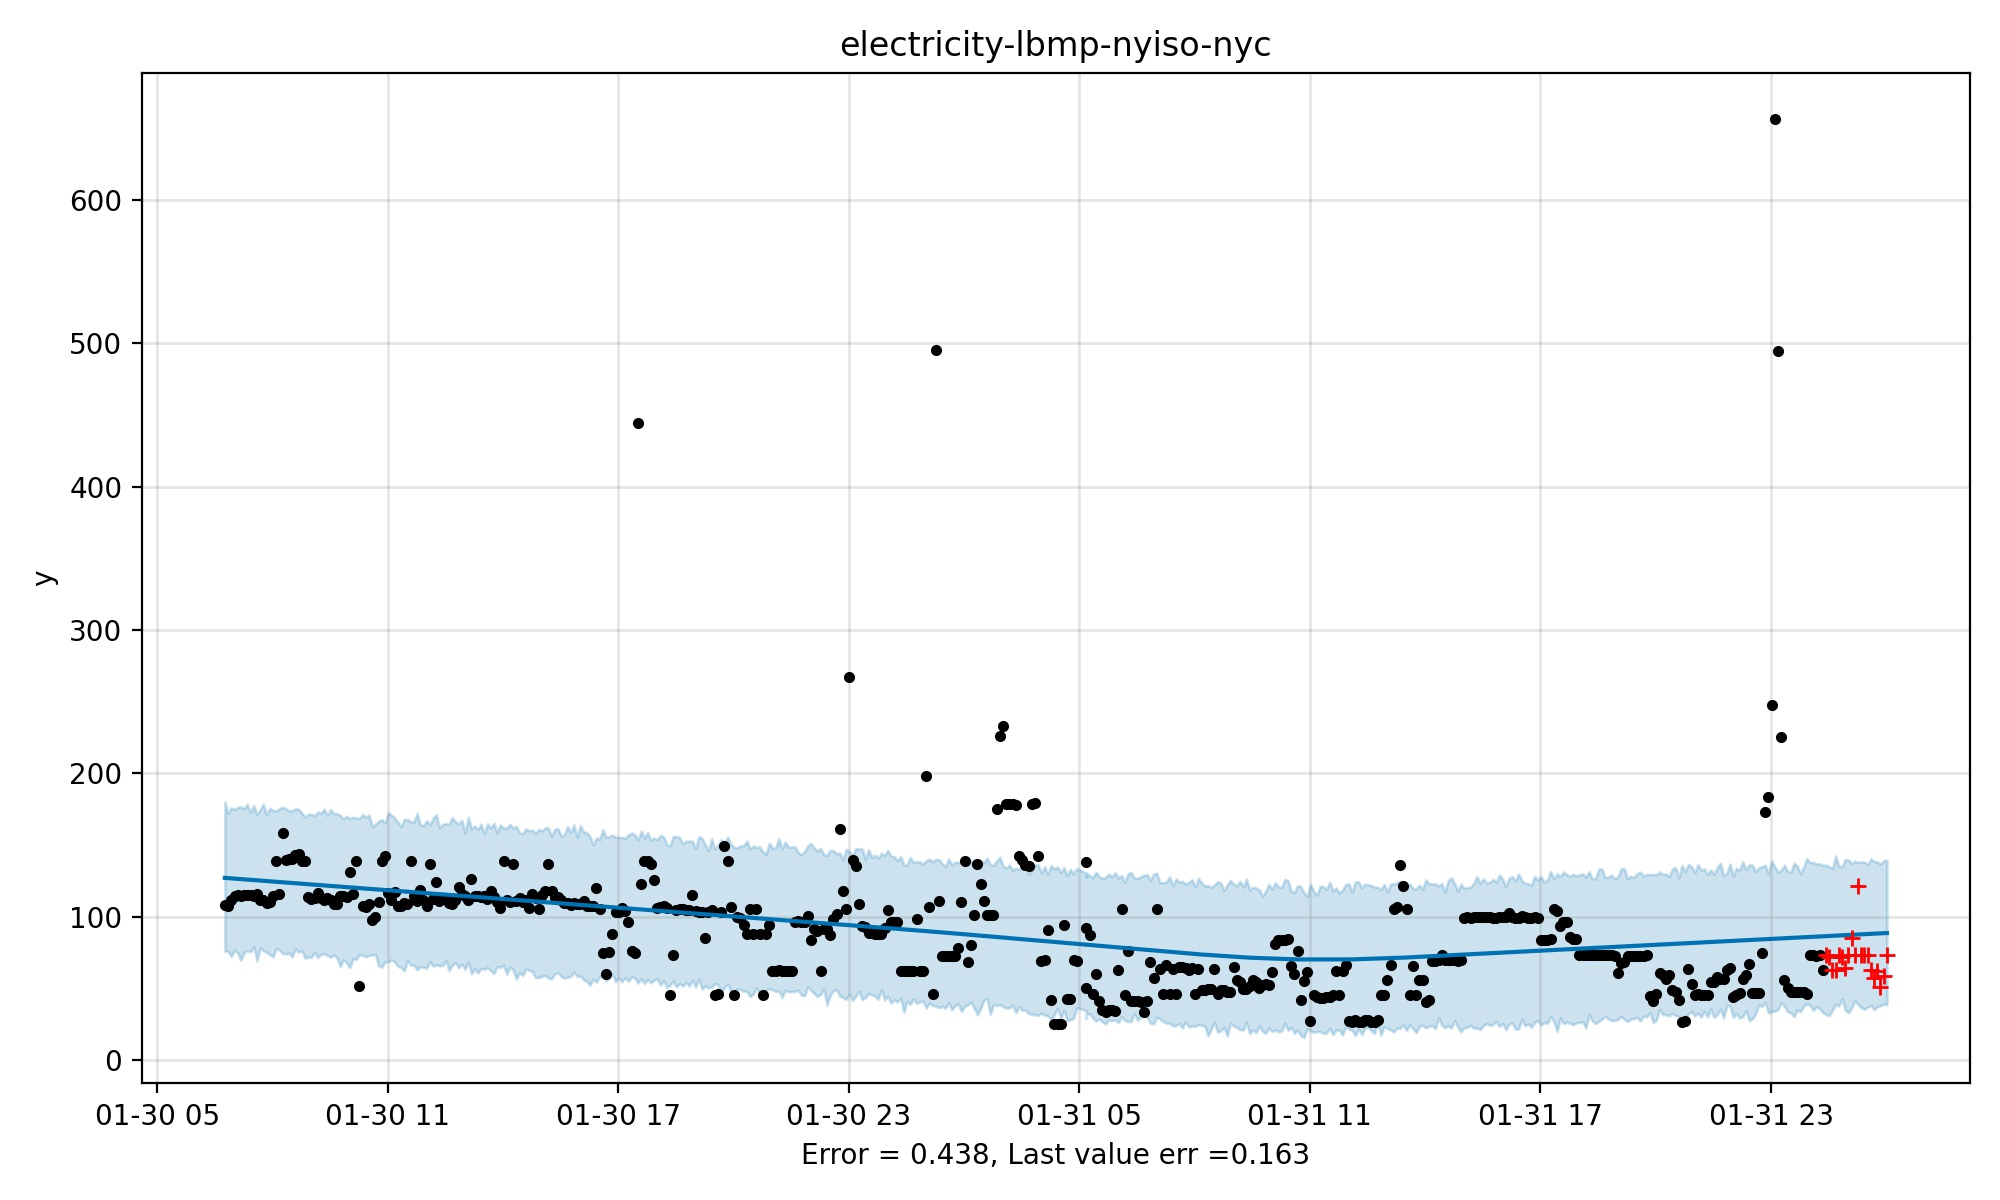 electricity-lbmp-nyiso-nyc
600
500
400
300
200
100
0
y
01-30 05 01-30 11 01-30 17 01-30 23 01-31 05 01-31 11 01-31 17 01-31 23
Error = 0.438, Last value err =0.163